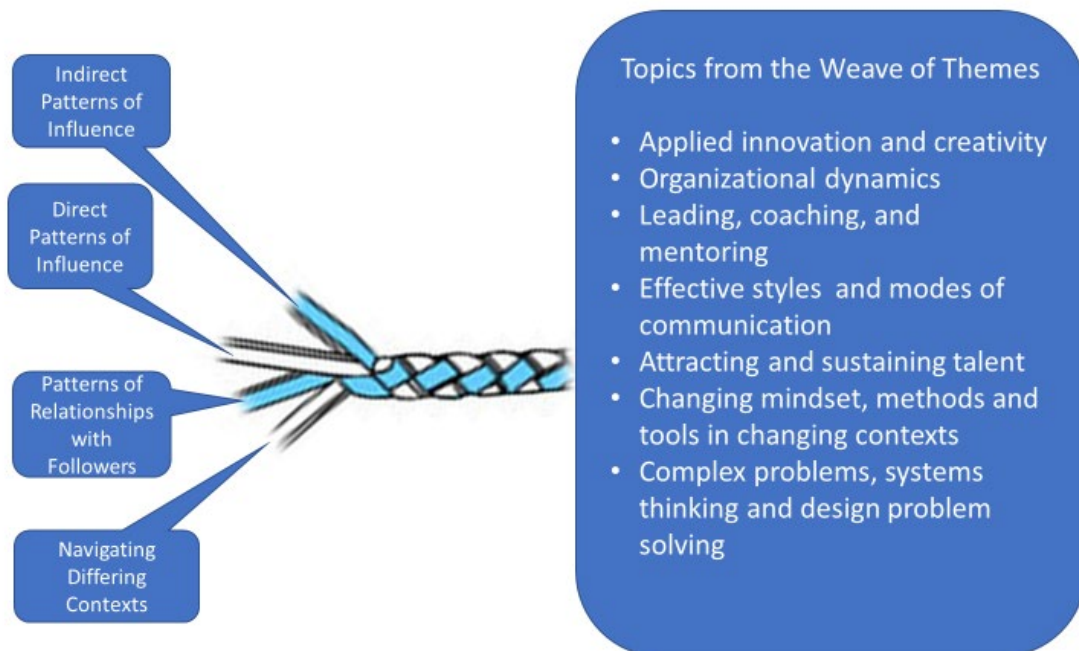 Indirect
Patterns of
Influence
Direct
Patterns of
Influence
Patterns of
Relationships
with
Followers
Navigating
Differing
Contexts
Topics from the Weave of Themes
• Applied innovation and creativity
• Organizational dynamics
• Leading, coaching, and
mentoring
• Effective styles and modes of
communication
• Attracting and sustaining talent
• Changing mindset, methods and
tools in changing contexts
• Complex problems, systems
thinking and design problem
solving